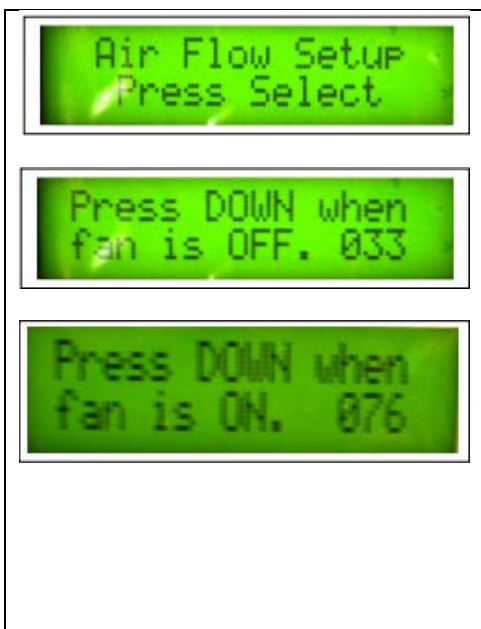 Air Flow Setup
Press Select
Press DOWN when
fan is OFF. 033
Press DOWN when
fan is ON. 076